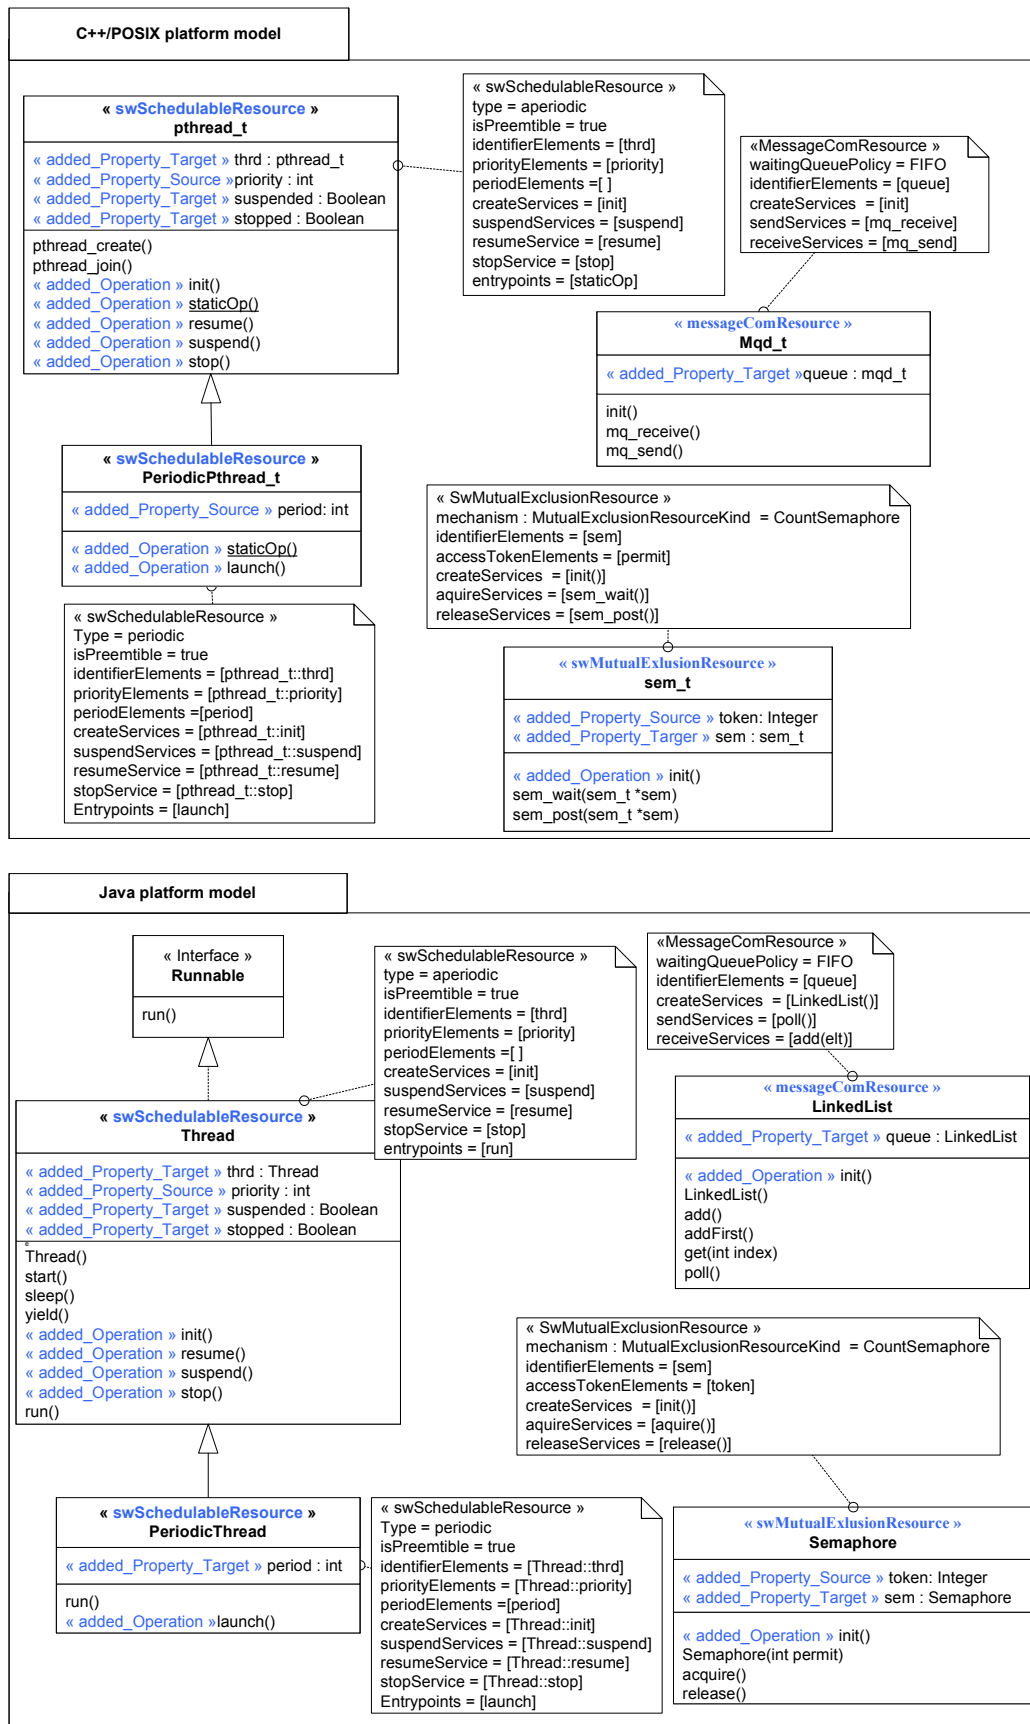 C++/POSIX platform model
« swSchedulableResource »
pthread_t
« added_Property_Target » thrd : pthread_t
« added_Property_Source »priority : int
« added_Property_Target » suspended : Boolean
« added_Property_Target » stopped : Boolean
pthread_create()
pthread_join()
« added_Operation » init()
« added_Operation » staticOp()
« added_Operation » resume()
« added_Operation » suspend()
« added_Operation » stop()
« swSchedulableResource »
type = aperiodic
isPreemtible = true
identifierElements = [thrd]
priorityElements = [priority]
periodElements =[ ]
createServices = [init]
suspendServices = [suspend]
resumeService = [resume]
stopService = [stop]
entrypoints = [staticOp]
«MessageComResource »
waitingQueuePolicy = FIFO
identifierElements = [queue]
createServices = [init]
sendServices = [mq_receive]
receiveServices = [mq_send]
« messageComResource »
Mqd_t
« added_Property_Target »queue : mqd_t
init()
mq_receive()
mq_send()
« swSchedulableResource »
PeriodicPthread_t
« added_Property_Source » period: int
« added_Operation » staticOp()
« added_Operation » launch()
« SwMutualExclusionResource »
mechanism : MutualExclusionResourceKind = CountSemaphore
identifierElements = [sem]
accessTokenElements = [permit]
createServices = [init()]
aquireServices = [sem_wait()]
releaseServices = [sem_post()]
« swSchedulableResource »
Type = periodic
isPreemtible = true
identifierElements = [pthread_t::thrd]
priorityElements = [pthread_t::priority]
periodElements =[period]
createServices = [pthread_t::init]
suspendServices = [pthread_t::suspend]
resumeService = [pthread_t::resume]
stopService = [pthread_t::stop]
Entrypoints = [launch]
« swMutualExlusionResource »
sem_t
« added_Property_Source » token: Integer
« added_Property_Targer » sem : sem_t
« added_Operation » init()
sem_wait(sem_t *sem)
sem_post(sem_t *sem)
Java platform model
« Interface »
Runnable
run()
« swSchedulableResource »
type = aperiodic
isPreemtible = true
identifierElements = [thrd]
priorityElements = [priority]
periodElements =[ ]
createServices = [init]
suspendServices = [suspend]
resumeService = [resume]
stopService = [stop]
entrypoints = [run]
«MessageComResource »
waitingQueuePolicy = FIFO
identifierElements = [queue]
createServices = [LinkedList()]
sendServices = [poll()]
receiveServices = [add(elt)]
« swSchedulableResource »
Thread
« added_Property_Target » thrd : Thread
« added_Property_Source » priority : int
« added_Property_Target » suspended : Boolean
« added_Property_Target » stopped : Boolean
Thread()
start()
sleep()
yield()
« added_Operation » init()
« added_Operation » resume()
« added_Operation » suspend()
« added_Operation » stop()
run()
« messageComResource »
LinkedList
« added_Property_Target » queue : LinkedList
« added_Operation » init()
LinkedList()
add()
addFirst()
get(int index)
poll()
« SwMutualExclusionResource »
mechanism : MutualExclusionResourceKind = CountSemaphore
identifierElements = [sem]
accessTokenElements = [token]
createServices = [init()]
aquireServices = [aquire()]
releaseServices = [release()]
« swSchedulableResource »
PeriodicThread
« added_Property_Target » period : int
run()
« added_Operation »launch()
« swSchedulableResource »
Type = periodic
isPreemtible = true
identifierElements = [Thread::thrd]
priorityElements = [Thread::priority]
periodElements =[period]
createServices = [Thread::init]
suspendServices = [Thread::suspend]
resumeService = [Thread::resume]
stopService = [Thread::stop]
Entrypoints = [launch]
« swMutualExlusionResource »
Semaphore
« added_Property_Source » token: Integer
« added_Property_Target » sem : Semaphore
« added_Operation » init()
Semaphore(int permit)
acquire()
release()